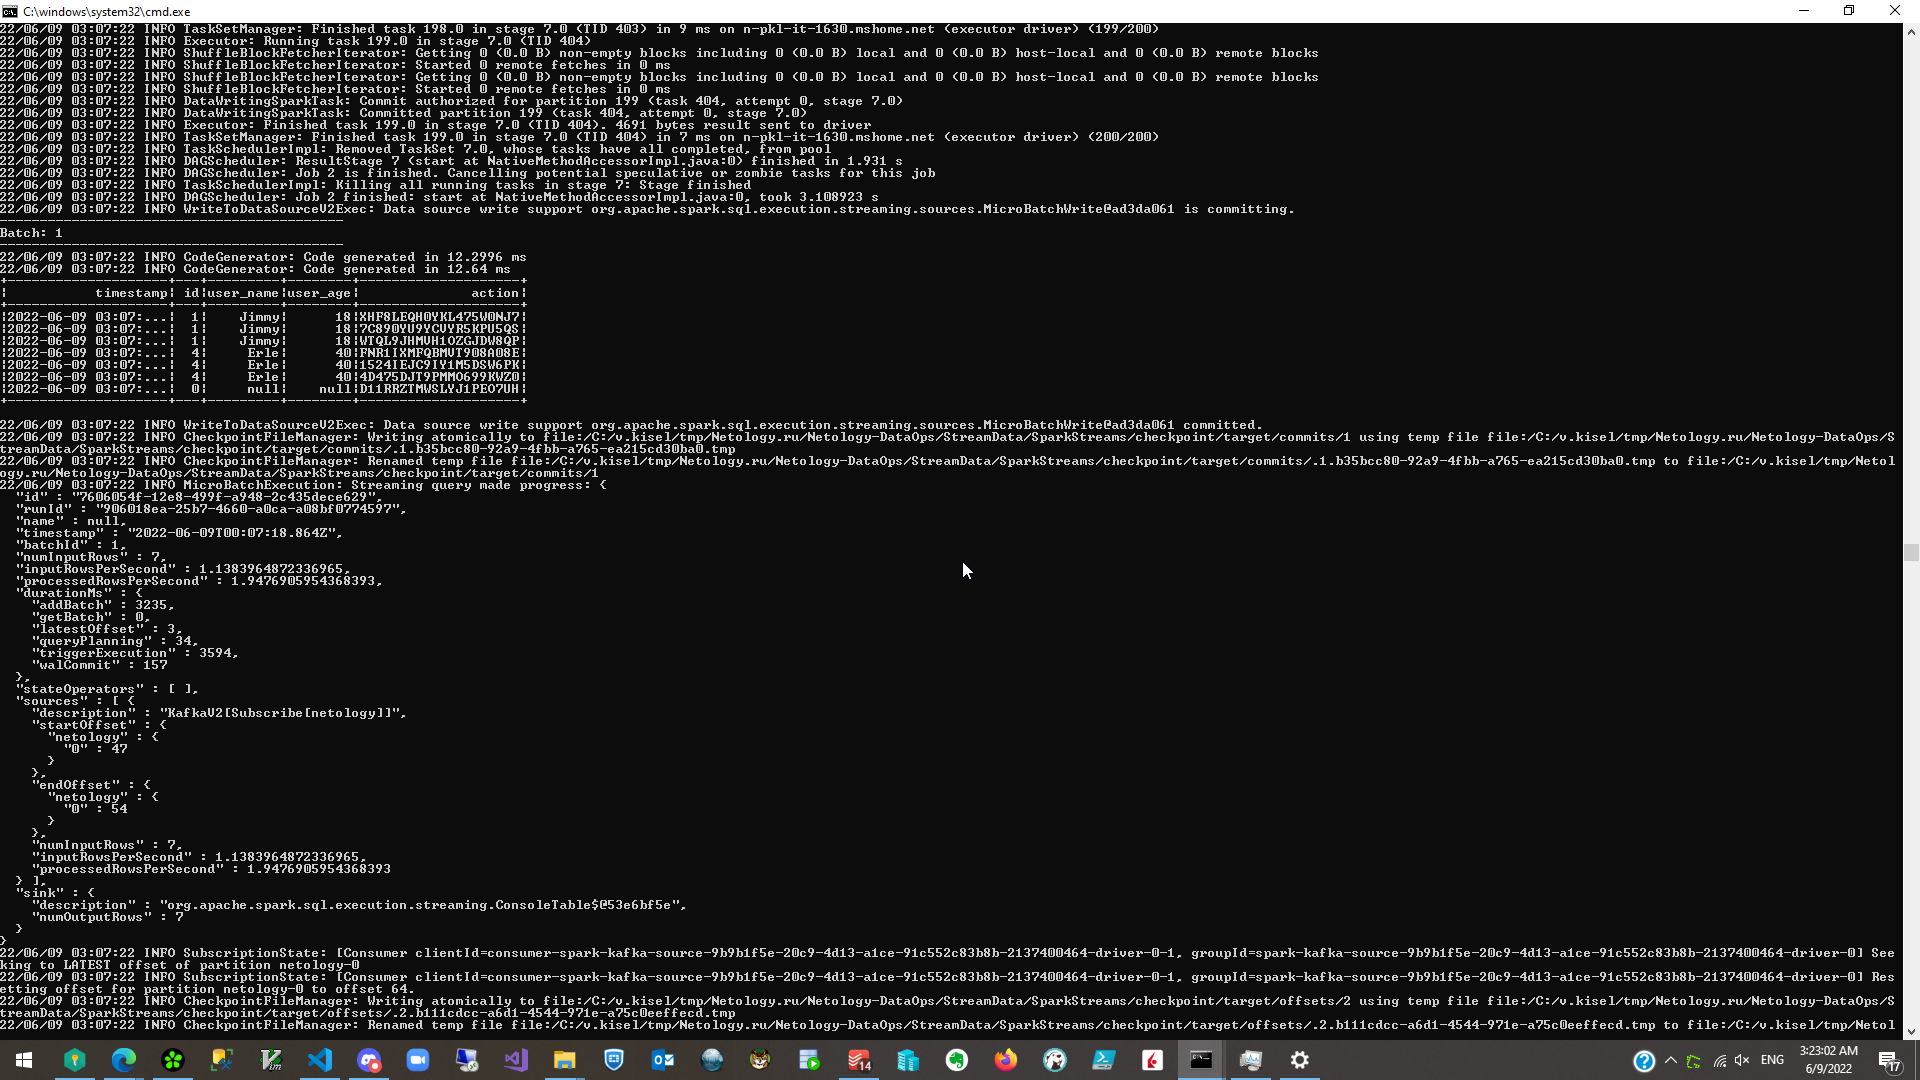 C:\windows\system32\cmd.exe
22/06/09 03:07:22 INFO TaskSetManager: Finished task 198.0 in stage 7.0 (TID 403) in 9 ms on n-pkl-it-1630.mshome.net (executor driver) (199/200)
22/06/09 03:07:22 INFO Executor: Running task 199.0 in stage 7.0 (TID 404)
22/06/09 03:07:22 INFO ShuffleBlockFetcherIterator: Getting 0 (0.0 B) non-empty blocks including 0 (0.0 B) local and 0 (0.0 B) host-local and 0 (0.0 B) remote blocks
22/06/09 03:07:22 INFO ShuffleBlockFetcherIterator: Started 0 remote fetches in 0 ms
22/06/09 03:07:22 INFO ShuffleBlockFetcherIterator: Getting 0 (0.0 B) non-empty blocks including 0 (0.0 B) local and 0 (0.0 B) host-local and 0 (0.0 B) remote blocks
22/06/09 03:07:22 INFO ShuffleBlockFetcherIterator: Started 0 remote fetches in 0 ms
22/06/09 03:07:22 INFO DataWritingSparkTask: Commit authorized for partition 199 (task 404, attempt 0, stage 7.0)
22/06/09 03:07:22 INFO DataWritingSparkTask: Committed partition 199 (task 404, attempt 0, stage 7.0)
22/06/09 03:07:22 INFO Executor: Finished task 199.0 in stage 7.0 (TID 404). 4691 bytes result sent to driver
22/06/09 03:07:22 INFO TaskSetManager: Finished task 199.0 in stage 7.0 (TID 404) in 7 ms on n-pkl-it-1630.mshome.net (executor driver) (200/200)
22/06/09 03:07:22 INFO TaskSchedulerImpl: Removed TaskSet 7.0, whose tasks have all completed, from pool
22/06/09 03:07:22 INFO DAGScheduler: ResultStage 7 (start at NativeMethodAccessorImpl.java:0) finished in 1.931 s
22/06/09 03:07:22 INFO DAGScheduler: Job 2 is finished. Cancelling potential speculative or zombie tasks for this job
22/06/09 03:07:22 INFO TaskSchedulerImpl: Killing all running tasks in stage 7: Stage finished
22/06/09 03:07:22 INFO DAGScheduler: Job 2 finished: start at NativeMethodAccessorImpl.java:0, took 3.108923 s
22/06/09 03:07:22 INFO WriteToDataSourceV2Exec: Data source write support org.apache.spark.sql.execution.streaming.sources.MicroBatchWrite@ad3da061 is committing.
-------------------------------------------
Batch: 1
-------------------------------------------
22/06/09 03:07:22 INFO CodeGenerator: Code generated in 12.2996 ms
22/06/09 03:07:22 INFO CodeGenerator: Code generated in 12.64 ms
+--------------------+---+---------+--------+--------------------+
|           timestamp| id|user_name|user_age|              action|
+--------------------+---+---------+--------+--------------------+
|2022-06-09 03:07:...|  1|    Jimmy|      18|XHF8LEQH0YKL475W0NJ7|
|2022-06-09 03:07:...|  1|    Jimmy|      18|7C890YU9YCVYR5KPU5QS|
|2022-06-09 03:07:...|  1|    Jimmy|      18|WTQL9JHMVH1OZGJDW8QP|
|2022-06-09 03:07:...|  4|     Erle|      40|FNR1IXMFQBMVT908A08E|
|2022-06-09 03:07:...|  4|     Erle|      40|1524IEJC9IY1M5DSW6PK|
|2022-06-09 03:07:...|  4|     Erle|      40|4D475DJT9PMMO699KWZ0|
|2022-06-09 03:07:...|  0|     null|    null|D11RRZTMWSLYJ1PEO7UH|
+--------------------+---+---------+--------+--------------------+
22/06/09 03:07:22 INFO WriteToDataSourceV2Exec: Data source write support org.apache.spark.sql.execution.streaming.sources.MicroBatchWrite@ad3da061 committed.
22/06/09 03:07:22 INFO CheckpointFileManager: Writing atomically to file:/C:/v.kisel/tmp/Netology.ru/Netology-DataOps/StreamData/SparkStreams/checkpoint/target/commits/1 using temp file file:/C:/v.kisel/tmp/Netology.ru/Netology-DataOps/S
treamData/SparkStreams/checkpoint/target/commits/.1.b35bcc80-92a9-4fbb-a765-ea215cd30ba0.tmp
22/06/09 03:07:22 INFO CheckpointFileManager: Renamed temp file file:/C:/v.kisel/tmp/Netology.ru/Netology-DataOps/StreamData/SparkStreams/checkpoint/target/commits/.1.b35bcc80-92a9-4fbb-a765-ea215cd30ba0.tmp to file:/C:/v.kisel/tmp/Netol
ogy.ru/Netology-DataOps/StreamData/SparkStreams/checkpoint/target/commits/1
22/06/09 03:07:22 INFO MicroBatchExecution: Streaming query made progress: {
  "id" : "7606054f-12e8-499f-a948-2c435dece629",
  "runId" : "906018ea-25b7-4660-a0ca-a08bf0774597",
  "name" : null,
  "timestamp" : "2022-06-09T00:07:18.864Z",
  "batchId" : 1,
  "numInputRows" : 7,
  "inputRowsPerSecond" : 1.1383964872336965,
  "processedRowsPerSecond" : 1.9476905954368393,
  "durationMs" : {
    "addBatch" : 3235,
    "getBatch" : 0,
    "latestOffset" : 3,
    "queryPlanning" : 34,
    "triggerExecution" : 3594,
    "walCommit" : 157
  },
  "stateOperators" : [ ],
  "sources" : [ {
    "description" : "KafkaV2[Subscribe[netology]]",
    "startOffset" : {
      "netology" : {
        "0" : 47
      }
    },
    "endOffset" : {
      "netology" : {
        "0" : 54
      }
    },
    "numInputRows" : 7,
    "inputRowsPerSecond" : 1.1383964872336965,
    "processedRowsPerSecond" : 1.9476905954368393
  } ],
  "sink" : {
    "description" : "org.apache.spark.sql.execution.streaming.ConsoleTable$@53e6bf5e",
    "numOutputRows" : 7
  }
}
22/06/09 03:07:22 INFO SubscriptionState: [Consumer clientId=consumer-spark-kafka-source-9b9b1f5e-20c9-4d13-a1ce-91c552c83b8b-2137400464-driver-0-1, groupId=spark-kafka-source-9b9b1f5e-20c9-4d13-a1ce-91c552c83b8b-2137400464-driver-0] See
king to LATEST offset of partition netology-0
22/06/09 03:07:22 INFO SubscriptionState: [Consumer clientId=consumer-spark-kafka-source-9b9b1f5e-20c9-4d13-a1ce-91c552c83b8b-2137400464-driver-0-1, groupId=spark-kafka-source-9b9b1f5e-20c9-4d13-a1ce-91c552c83b8b-2137400464-driver-0] Res
etting offset for partition netology-0 to offset 64.
22/06/09 03:07:22 INFO CheckpointFileManager: Writing atomically to file:/C:/v.kisel/tmp/Netology.ru/Netology-DataOps/StreamData/SparkStreams/checkpoint/target/offsets/2 using temp file file:/C:/v.kisel/tmp/Netology.ru/Netology-DataOps/S
treamData/SparkStreams/checkpoint/target/offsets/.2.b111cdcc-a6d1-4544-971e-a75c0eeffecd.tmp
22/06/09 03:07:22 INFO CheckpointFileManager: Renamed temp file file:/C:/v.kisel/tmp/Netology.ru/Netology-DataOps/StreamData/SparkStreams/checkpoint/target/offsets/.2.b111cdcc-a6d1-4544-971e-a75c0eeffecd.tmp to file:/C:/v.kisel/tmp/Netol
14
ENG
3:23:02 AM
6/9/2022
17